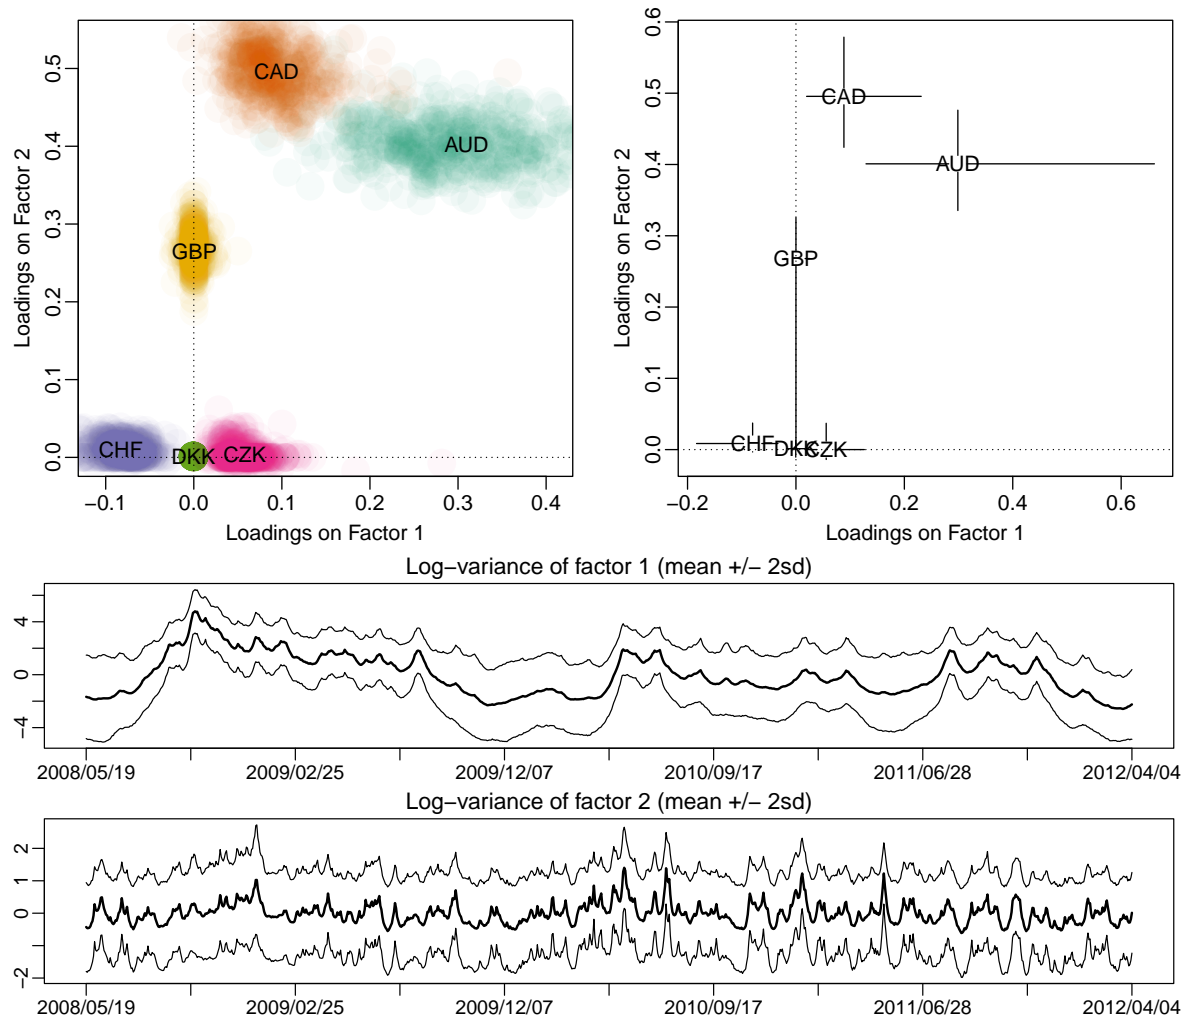 CAD
AUD
GBP
CHF
DKK
CZK
0.0
0.1
0.2
0.3
0.4
0.5
Loadings on Factor 2
−0.1
0.0
0.1
0.2
0.3
0.4
Loadings on Factor 1
CAD
AUD
GBP
CHF
DKK
CZK
0.0
0.1
0.2
0.3
0.4
0.5
0.6
Loadings on Factor 2
−0.2
0.0
0.2
0.4
0.6
Loadings on Factor 1
Log−variance of factor 1 (mean +/− 2sd)
4
0
−4
2008/05/19
2009/02/25
2009/12/07
2010/09/17
2011/06/28
2012/04/04
Log−variance of factor 2 (mean +/− 2sd)
2
1
0
−2
2008/05/19
2009/02/25
2009/12/07
2010/09/17
2011/06/28
2012/04/04